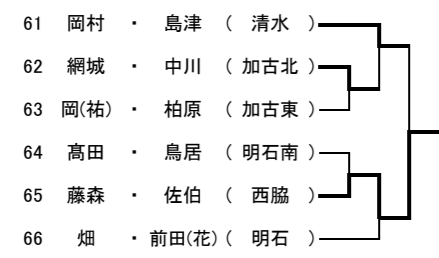 61 岡村 ・ 島津 ( 清水 )
62 網城 ・ 中川 ( 加古北 )
63 岡(祐) ・ 柏原 ( 加古東 )
64 髙田 ・ 鳥居 ( 明石南 )
65 藤森 ・ 佐伯 ( 西脇 )
66 畑 ・ 前田(花) ( 明石 )